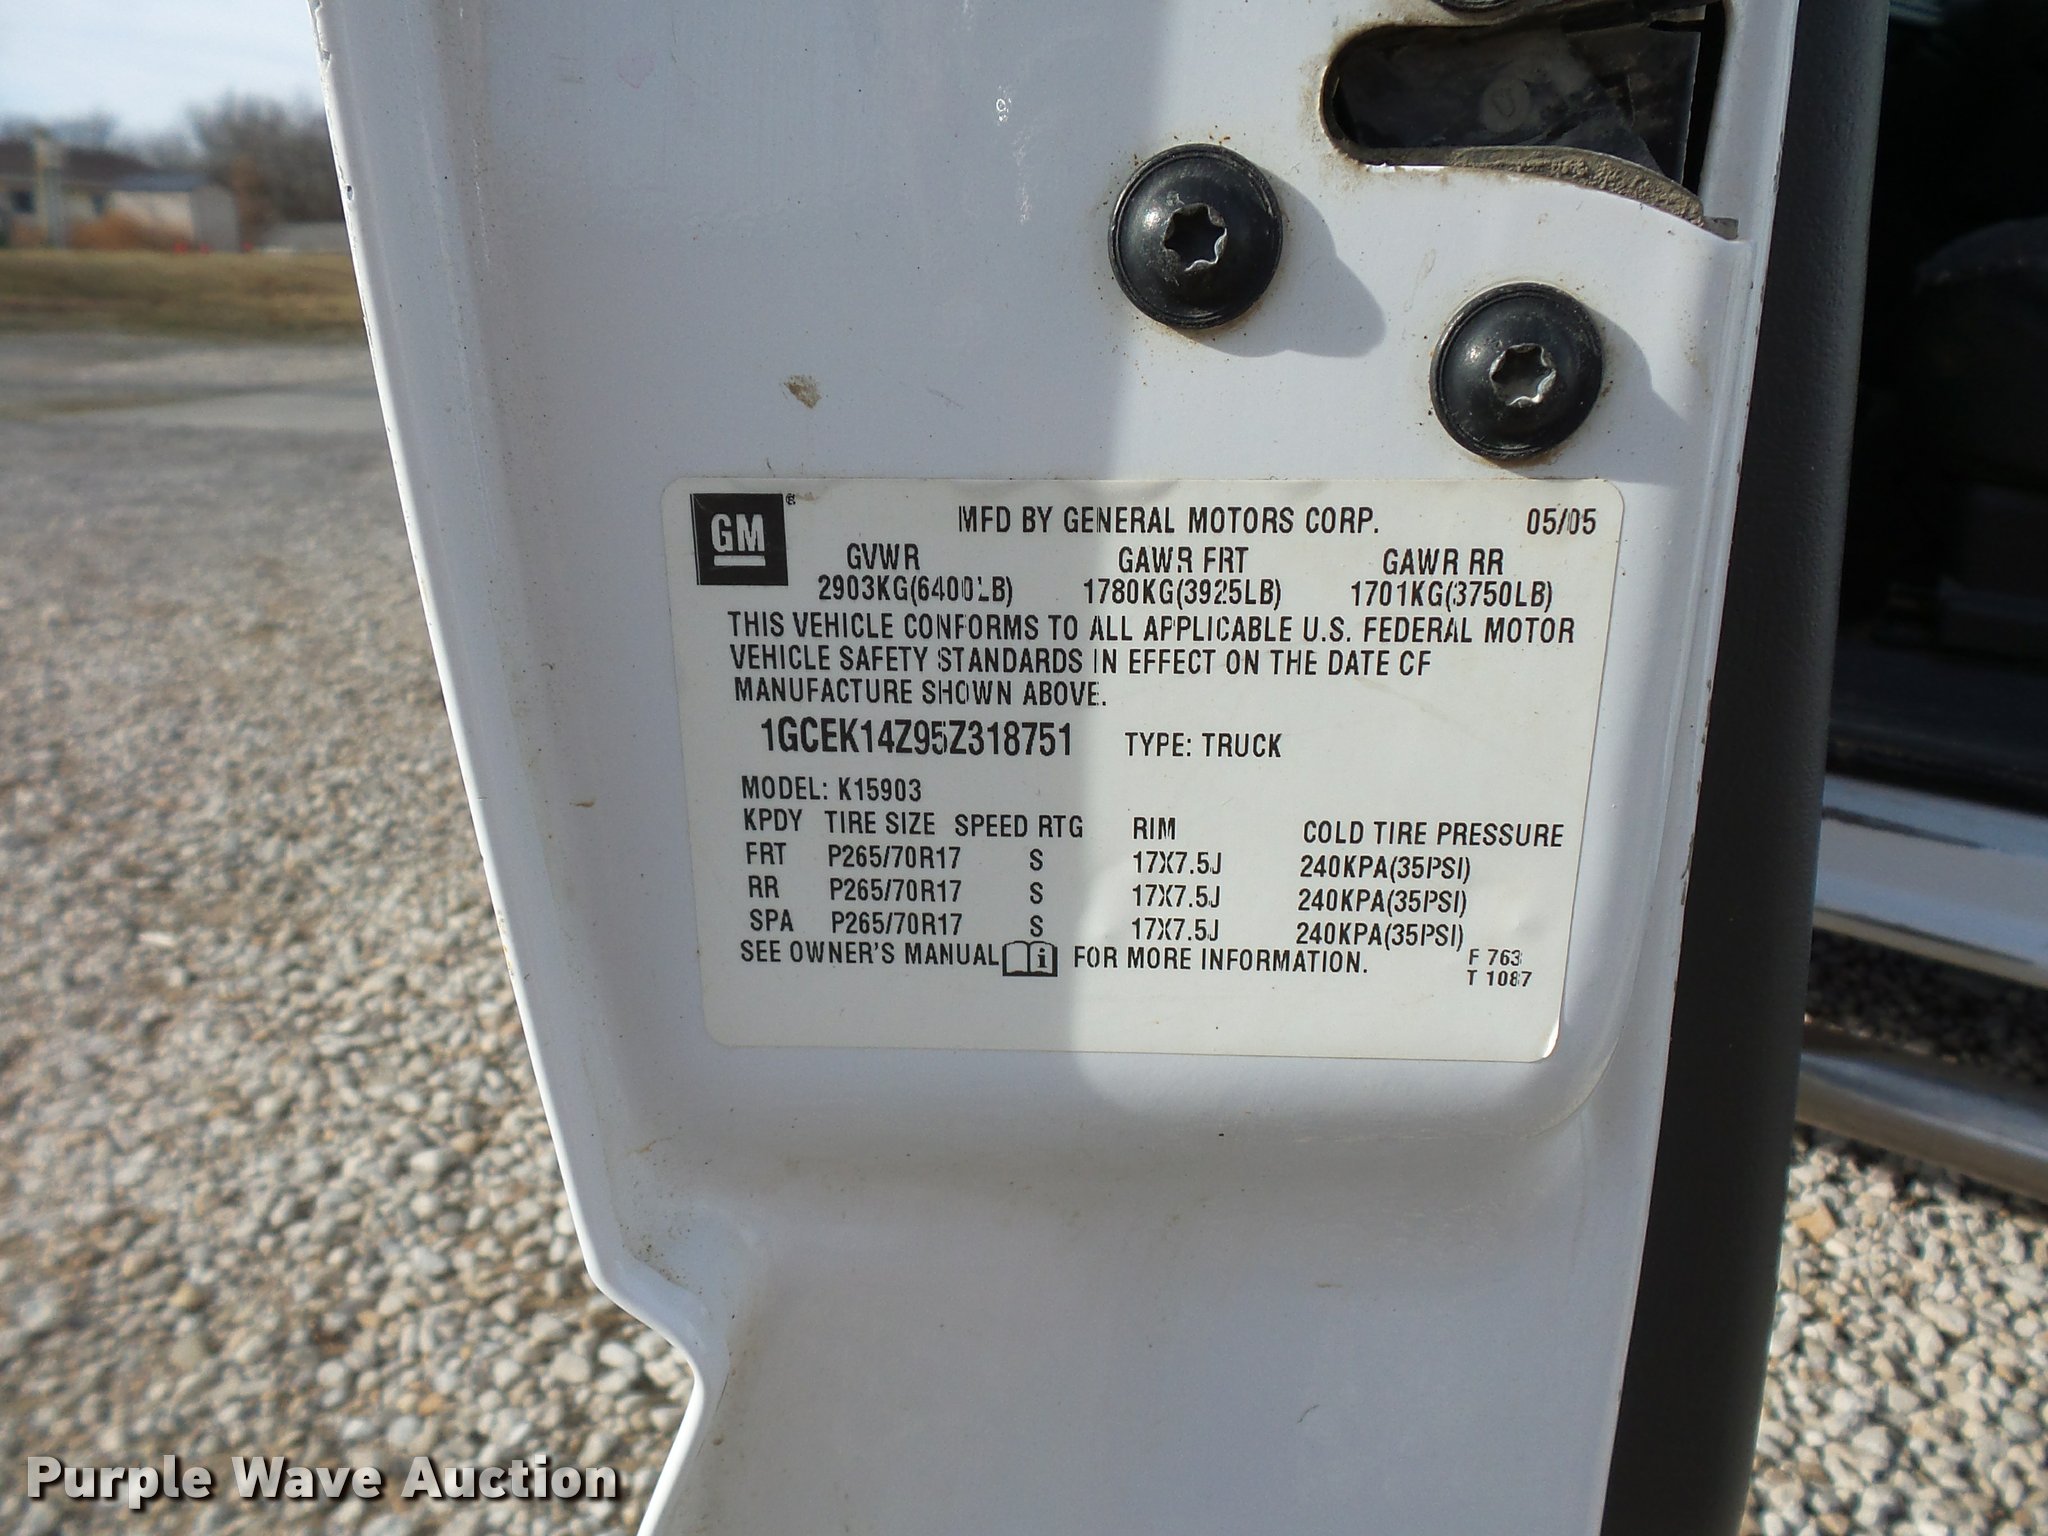 GM
MFD BY GENERAL MOTORS CORP. 05/05
GVWR GAWR FRT GAWR RR
2903KG(6400LB) 1780KG(3925LB) 1701KG(3750LB)
THIS VEHICLE CONFORMS TO ALL APPLICABLE U.S. FEDERAL MOTOR
VEHICLE SAFETY STANDARDS IN EFFECT ON THE DATE OF
MANUFACTURE SHOWN ABOVE.
1GCEK14Z95Z318751 TYPE: TRUCK
MODEL: K15903
KPDY TIRE SIZE SPEED RTG RIM COLD TIRE PRESSURE
FRT P265/70R17 S 17X7.5J 240KPA(35PSI)
RR P265/70R17 S 17X7.5J 240KPA(35PSI)
SPA P265/70R17 S 17X7.5J 240KPA(35PSI)
SEE OWNER'S MANUAL i FOR MORE INFORMATION.
F 763
T 1087
Purple Wave Auction